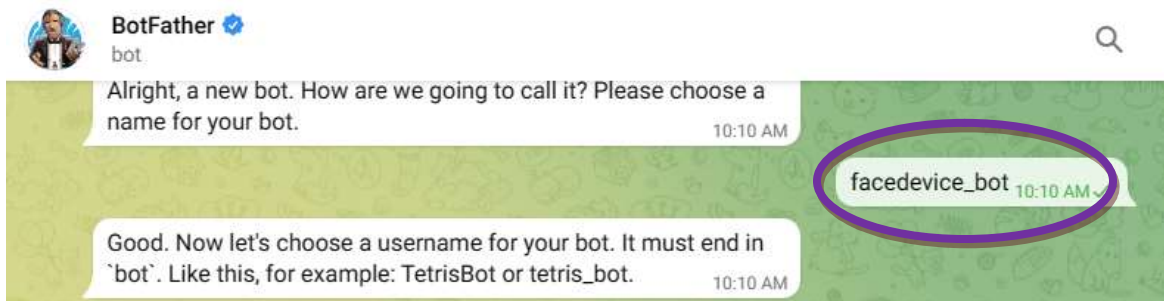 BotFather
bot
Alright, a new bot. How are we going to call it? Please choose a
name for your bot.
10:10 AM
facedevice_bot 10:10 AM
Good. Now let's choose a username for your bot. It must end in
`bot`. Like this, for example: TetrisBot or tetris_bot.
10:10 AM